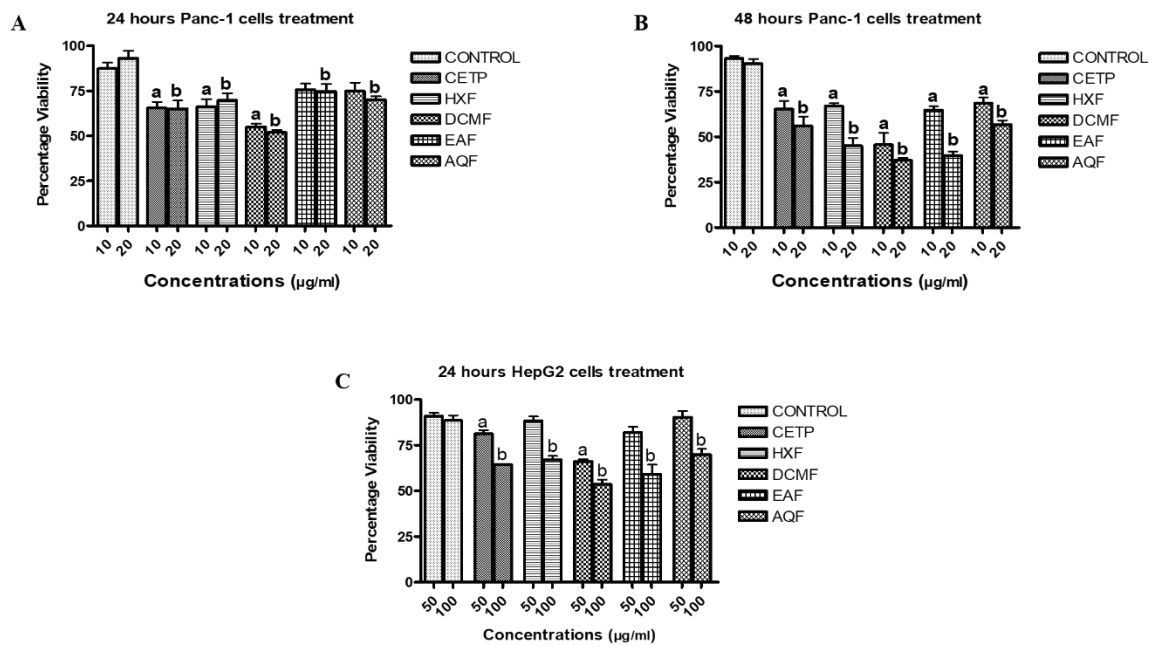 A
24 hours Panc-1 cells treatment
Percentage Viability
100
75
50
25
0
a b a b a b b b
10 20 10 20 10 20 10 20 10 20 10 20
Concentrations (µg/ml)
CONTROL
CETP
HXF
DCMF
EAF
AQF
B
48 hours Panc-1 cells treatment
Percentage Viability
100
75
50
25
0
a b a b a b a b a b
10 20 10 20 10 20 10 20 10 20 10 20
Concentrations (µg/ml)
CONTROL
CETP
HXF
DCMF
EAF
AQF
C
24 hours HepG2 cells treatment
Percentage Viability
100
75
50
25
0
a b b a b b b
50 100 50 100 50 100 50 100 50 100 50 100
Concentrations (µg/ml)
CONTROL
CETP
HXF
DCMF
EAF
AQF